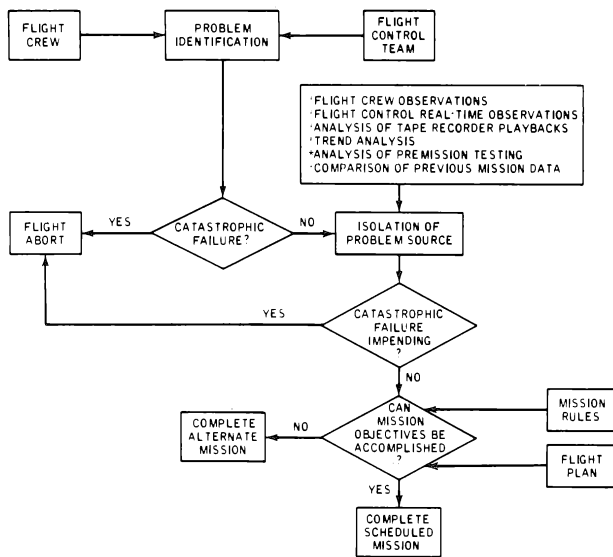 FLIGHT
CREW
PROBLEM
IDENTIFICATION
FLIGHT
CONTROL
TEAM
·FLIGHT CREW OBSERVATIONS
·FLIGHT CONTROL REAL-TIME OBSERVATIONS
·ANALYSIS OF TAPE RECORDER PLAYBACKS
·TREND ANALYSIS
·ANALYSIS OF PREMISSION TESTING
·COMPARISON OF PREVIOUS MISSION DATA
FLIGHT
ABORT
YES
CATASTROPHIC
FAILURE?
NO
ISOLATION OF
PROBLEM SOURCE
YES
CATASTROPHIC
FAILURE
IMPENDING
?
NO
CAN
MISSION
OBJECTIVES BE
ACCOMPLISHED
?
MISSION
RULES
NO
COMPLETE
ALTERNATE
MISSION
FLIGHT
PLAN
YES
COMPLETE
SCHEDULED
MISSION